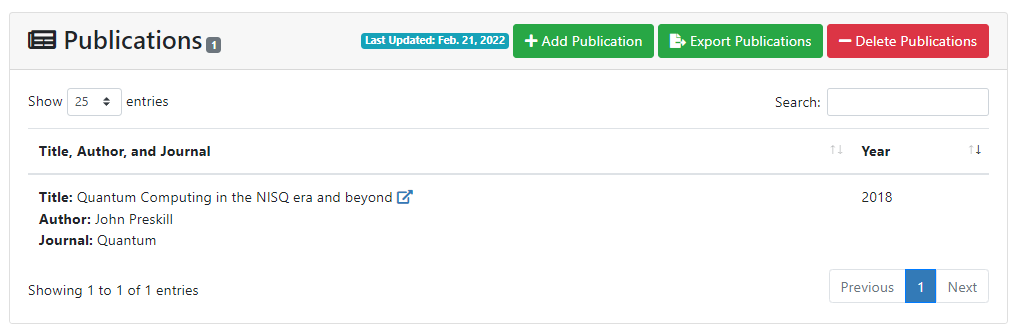 Publications 1 Last Updated: Feb. 21, 2022 Add Publication Export Publications Delete Publications
Show 25 entries Search:
Title, Author, and Journal Year
Title: Quantum Computing in the NISQ era and beyond 2018
Author: John Preskill
Journal: Quantum
Showing 1 to 1 of 1 entries Previous 1 Next